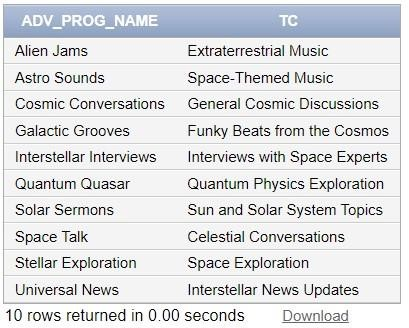 ADV_PROG_NAME TC
Alien Jams Extraterrestrial Music
Astro Sounds Space-Themed Music
Cosmic Conversations General Cosmic Discussions
Galactic Grooves Funky Beats from the Cosmos
Interstellar Interviews Interviews with Space Experts
Quantum Quasar Quantum Physics Exploration
Solar Sermons Sun and Solar System Topics
Space Talk Celestial Conversations
Stellar Exploration Space Exploration
Universal News Interstellar News Updates
10 rows returned in 0.00 seconds Download